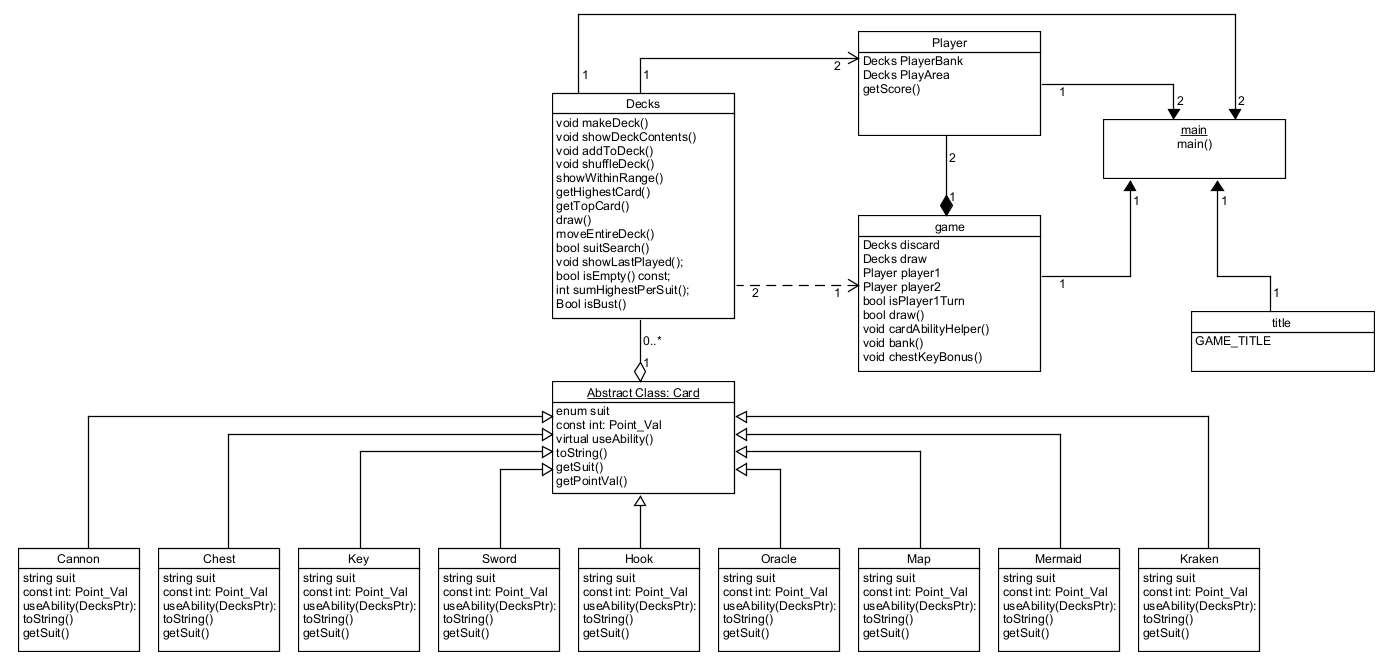 1
1
2
Player
Decks PlayerBank
Decks PlayArea
getScore()
1
2
2
main
main()
Decks
void makeDeck()
void showDeckContents()
void addToDeck()
void shuffleDeck()
showWithinRange()
getHighestCard()
getTopCard()
draw()
moveEntireDeck()
bool suitSearch()
void showLastPlayed();
bool isEmpty() const;
int sumHighestPerSuit();
Bool isBust()
2
1
2
1
game
Decks discard
Decks draw
Player player1
Player player2
bool isPlayer1Turn
bool draw()
void cardAbilityHelper()
void bank()
void chestKeyBonus()
1
1
1
1
title
GAME_TITLE
0..*
1
Abstract Class: Card
enum suit
const int: Point_Val
virtual useAbility()
toString()
getSuit()
getPointVal()
Cannon
string suit
const int: Point_Val
useAbility(DecksPtr):
toString()
getSuit()
Chest
string suit
const int: Point_Val
useAbility(DecksPtr):
toString()
getSuit()
Key
string suit
const int: Point_Val
useAbility(DecksPtr):
toString()
getSuit()
Sword
string suit
const int: Point_Val
useAbility(DecksPtr):
toString()
getSuit()
Hook
string suit
const int: Point_Val
useAbility(DecksPtr):
toString()
getSuit()
Oracle
string suit
const int: Point_Val
useAbility(DecksPtr):
toString()
getSuit()
Map
string suit
const int: Point_Val
useAbility(DecksPtr):
toString()
getSuit()
Mermaid
string suit
const int: Point_Val
useAbility(DecksPtr):
toString()
getSuit()
Kraken
string suit
const int: Point_Val
useAbility(DecksPtr):
toString()
getSuit()